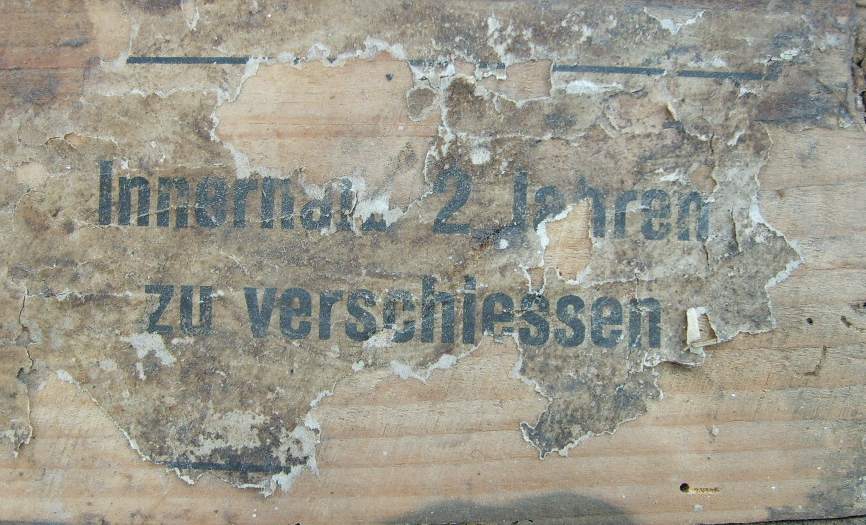 Innerhalb 2 Jahren
zu verschiessen